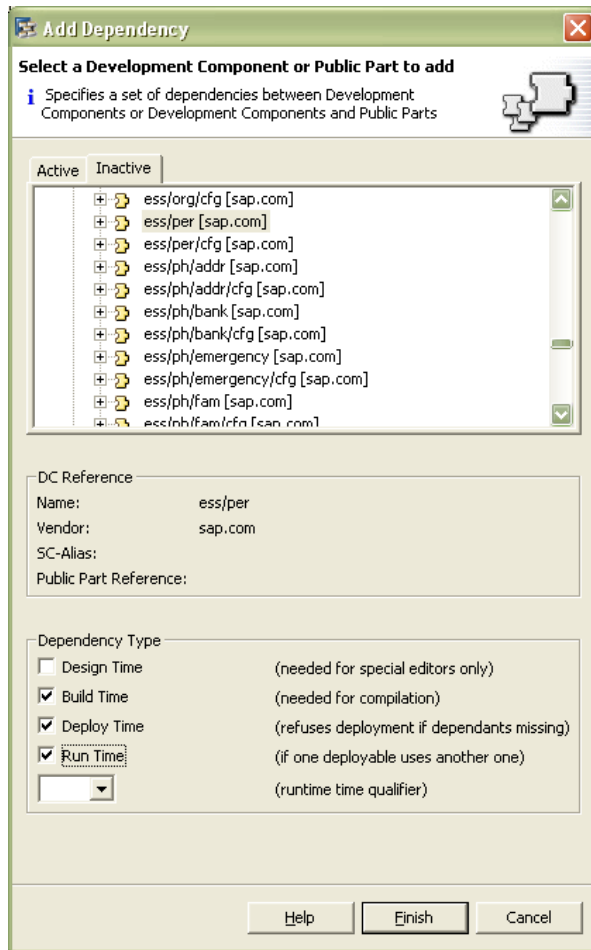 Add Dependency
Select a Development Component or Public Part to add
Specifies a set of dependencies between Development
Components or Development Components and Public Parts
Active Inactive
ess/org/cfg [sap.com]
ess/per [sap.com]
ess/per/cfg [sap.com]
ess/ph/addr [sap.com]
ess/ph/addr/cfg [sap.com]
ess/ph/bank [sap.com]
ess/ph/bank/cfg [sap.com]
ess/ph/emergency [sap.com]
ess/ph/emergency/cfg [sap.com]
ess/ph/fam [sap.com]
ess/ph/fam/cfg [sap.com]
DC Reference
Name: ess/per
Vendor: sap.com
SC-Alias:
Public Part Reference:
Dependency Type
Design Time (needed for special editors only)
Build Time (needed for compilation)
Deploy Time (refuses deployment if dependants missing)
Run Time (if one deployable uses another one)
(runtime time qualifier)
Help Finish Cancel